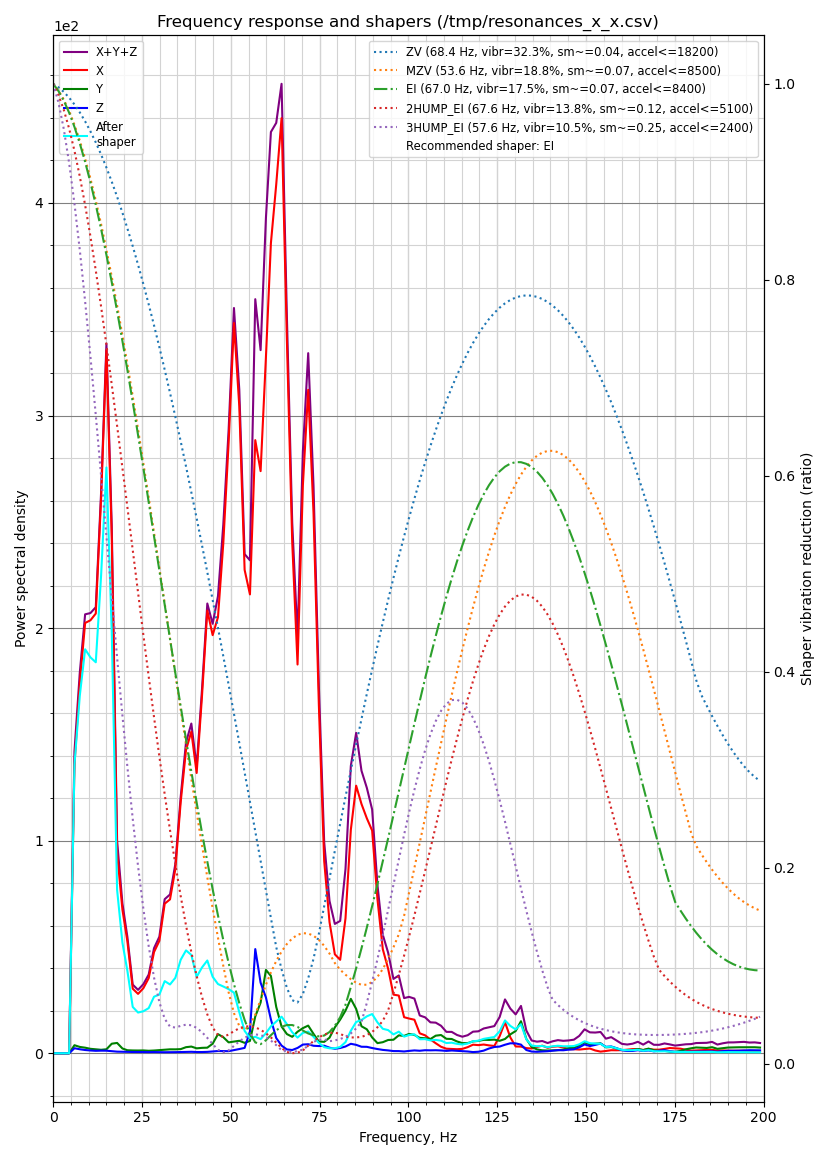 Frequency response and shapers (/tmp/resonances_x_x.csv)
1e2
X+Y+Z
X
Y
Z
After
shaper
ZV (68.4 Hz, vibr=32.3%, sm~=0.04, accel<=18200)
MZV (53.6 Hz, vibr=18.8%, sm~=0.07, accel<=8500)
EI (67.0 Hz, vibr=17.5%, sm~=0.07, accel<=8400)
2HUMP_EI (67.6 Hz, vibr=13.8%, sm~=0.12, accel<=5100)
3HUMP_EI (57.6 Hz, vibr=10.5%, sm~=0.25, accel<=2400)
Recommended shaper: EI
4
3
2
1
0
Power spectral density
1.0
0.8
0.6
0.4
0.2
0.0
Shaper vibration reduction (ratio)
0 25 50 75 100 125 150 175 200
Frequency, Hz